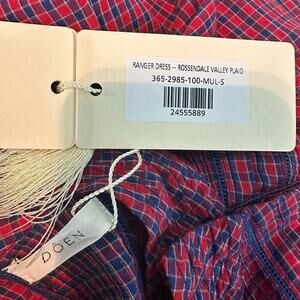 RANGER DRESS -- ROSSENDALE VALLEY PLAID
365-2985-100-MUL-S
24555889
DÔEN